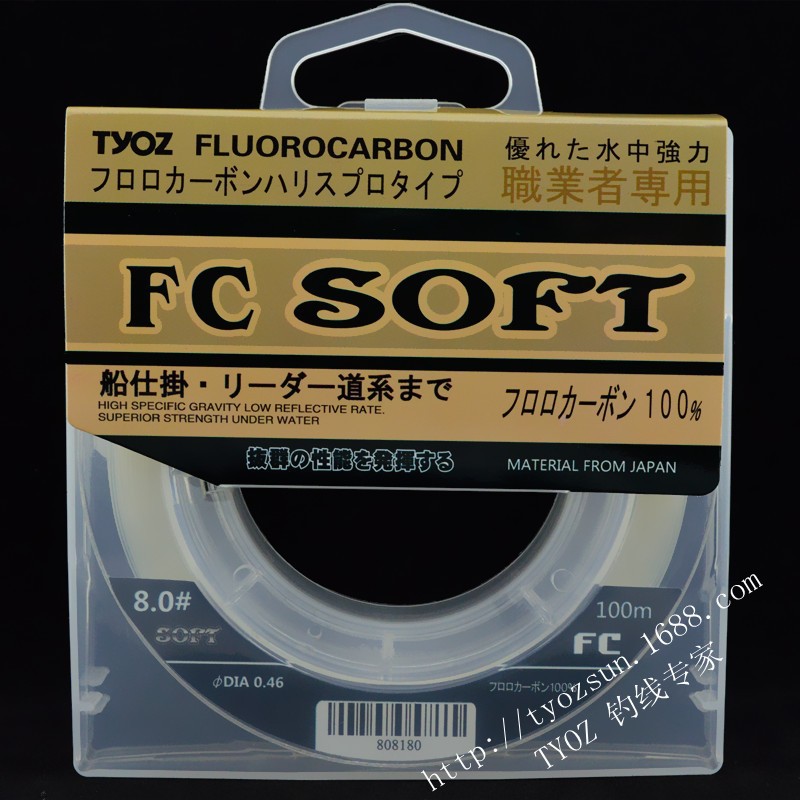 TYOZ FLUOROCARBON
フロロカーボンハリスプロタイプ
優れた水中強力
職業者専用
FC SOFT
船仕掛・リーダー道系まで
HIGH SPECIFIC GRAVITY LOW REFLECTIVE RATE.
SUPERIOR STRENGTH UNDER WATER
フロロカーボン 100%
抜群の性能を発揮する
MATERIAL FROM JAPAN
8.0#
SOFT
100m
FC
φDIA 0.46
フロロカーボン100%
808180
http://tyozsun.1688.com
TYOZ 钓线专家